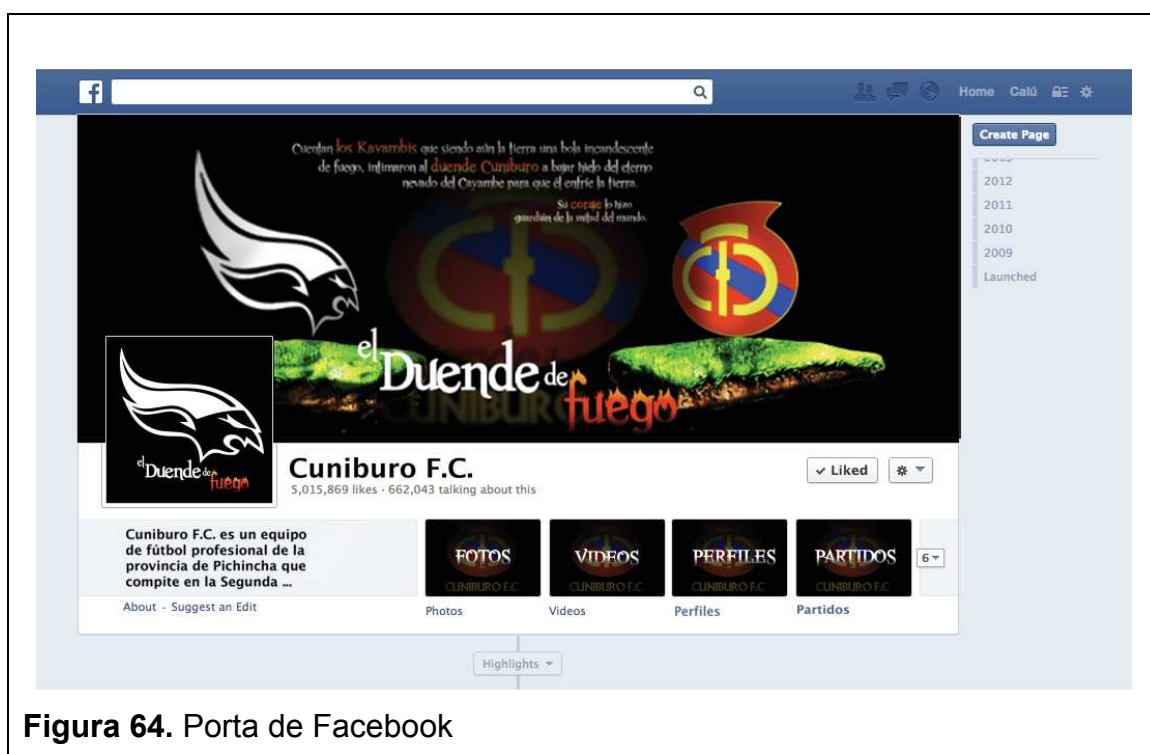 Home Calú
Create Page
2012
2011
2010
2009
Launched
Cuentan los Kayambis que siendo aún la tierra una bola incandescente
de fuego, intimaron al duende Cuniburo a bajar hielo del eterno
nevado del Cayambe para que él enfríe la tierra.
Su coraje lo hizo
guardián de la mitad del mundo.
el Duende de fuego
CUNIBURO
el Duende de fuego
Cuniburo F.C.
5,015,869 likes · 662,043 talking about this
Liked
Cuniburo F.C. es un equipo
de fútbol profesional de la
provincia de Pichincha que
compite en la Segunda ...
About - Suggest an Edit
FOTOS
CUNIBURO F.C
Photos
VIDEOS
CUNIBURO F.C
Videos
PERFILES
CUNIBURO F.C
Perfiles
PARTIDOS
CUNIBURO F.C
Partidos
6
Highlights
Figura 64. Porta de Facebook